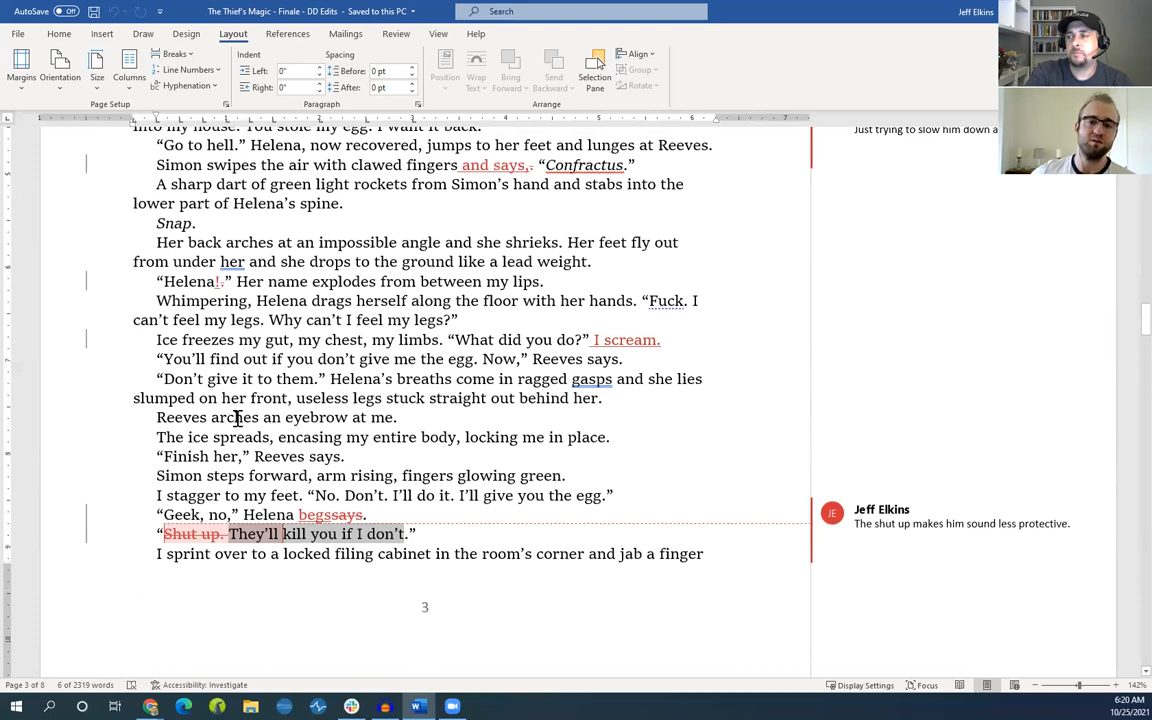 AutoSave Off
The Thief's Magic - Finale - DD Edits - Saved to this PC
Search
Jeff Elkins
File Home Insert Draw Design Layout References Mailings Review View Help
Margins Orientation Size Columns
Breaks
Line Numbers
Hyphenation
Page Setup
Indent
Left: 0"
Right: 0"
Spacing
Before: 0 pt
After: 0 pt
Paragraph
Position Wrap Text Bring Forward Send Backward Selection Pane
Align
Group
Rotate
Arrange
into my house. You stole my egg. I want it back.
“Go to hell.” Helena, now recovered, jumps to her feet and lunges at Reeves.
Simon swipes the air with clawed fingers and says,. “Confractus.”
A sharp dart of green light rockets from Simon’s hand and stabs into the
lower part of Helena’s spine.
Snap.
Her back arches at an impossible angle and she shrieks. Her feet fly out
from under her and she drops to the ground like a lead weight.
“Helena!.” Her name explodes from between my lips.
Whimpering, Helena drags herself along the floor with her hands. “Fuck. I
can’t feel my legs. Why can’t I feel my legs?”
Ice freezes my gut, my chest, my limbs. “What did you do?” I scream.
“You’ll find out if you don’t give me the egg. Now,” Reeves says.
“Don’t give it to them.” Helena’s breaths come in ragged gasps and she lies
slumped on her front, useless legs stuck straight out behind her.
Reeves arches an eyebrow at me.
The ice spreads, encasing my entire body, locking me in place.
“Finish her,” Reeves says.
Simon steps forward, arm rising, fingers glowing green.
I stagger to my feet. “No. Don’t. I’ll do it. I’ll give you the egg.”
“Geek, no,” Helena begssays.
“Shut up. They’ll kill you if I don’t.”
I sprint over to a locked filing cabinet in the room’s corner and jab a finger
3
Just trying to slow him down a
JE
Jeff Elkins
The shut up makes him sound less protective.
Page 3 of 8 6 of 2319 words Accessibility: Investigate
Display Settings Focus 142%
6:20 AM
10/25/2021